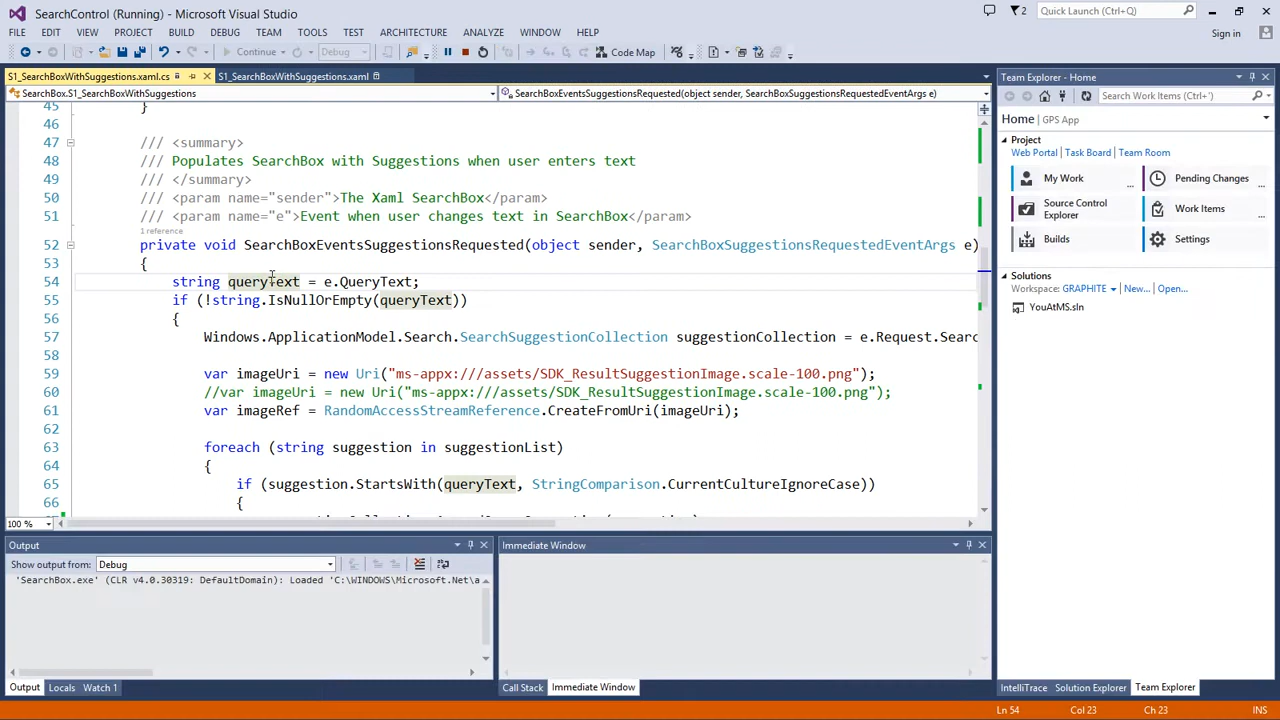 SearchControl (Running) - Microsoft Visual Studio
2
Quick Launch (Ctrl+Q)
FILE EDIT VIEW PROJECT BUILD DEBUG TEAM TOOLS TEST ARCHITECTURE ANALYZE WINDOW HELP
Sign in
Continue Debug Code Map
S1_SearchBoxWithSuggestions.xaml.cs S1_SearchBoxWithSuggestions.xaml
SearchBox.S1_SearchBoxWithSuggestions
SearchBoxEventsSuggestionsRequested(object sender, SearchBoxSuggestionsRequestedEventArgs e)
45 }
46
47 /// <summary>
48 /// Populates SearchBox with Suggestions when user enters text
49 /// </summary>
50 /// <param name="sender">The Xaml SearchBox</param>
51 /// <param name="e">Event when user changes text in SearchBox</param>
1 reference
52 private void SearchBoxEventsSuggestionsRequested(object sender, SearchBoxSuggestionsRequestedEventArgs e)
53 {
54 string queryText = e.QueryText;
55 if (!string.IsNullOrEmpty(queryText))
56 {
57 Windows.ApplicationModel.Search.SearchSuggestionCollection suggestionCollection = e.Request.Searc
58
59 var imageUri = new Uri("ms-appx:///assets/SDK_ResultSuggestionImage.scale-100.png");
60 //var imageUri = new Uri("ms-appx:///assets/SDK_ResultSuggestionImage.scale-100.png");
61 var imageRef = RandomAccessStreamReference.CreateFromUri(imageUri);
62
63 foreach (string suggestion in suggestionList)
64 {
65 if (suggestion.StartsWith(queryText, StringComparison.CurrentCultureIgnoreCase))
66 {
100 %
Output
Show output from: Debug
'SearchBox.exe' (CLR v4.0.30319: DefaultDomain): Loaded 'C:\WINDOWS\Microsoft.Net\a
Output Locals Watch 1
Immediate Window
Call Stack Immediate Window
Team Explorer - Home
Search Work Items (Ctrl+')
Home | GPS App
Project
Web Portal | Task Board | Team Room
My Work ...
Pending Changes ...
Source Control Explorer
Work Items ...
Builds
Settings
Solutions
Workspace: GRAPHITE New... | Open...
YouAtMS.sln
IntelliTrace Solution Explorer Team Explorer
Ln 54 Col 23 Ch 23 INS